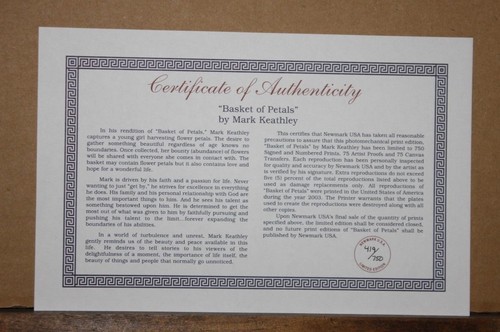 Certificate of Authenticity
"Basket of Petals"
by Mark Keathley
In his rendition of "Basket of Petals," Mark Keathley
captures a young girl harvesting flower petals. The desire to
gather something beautiful regardless of age knows no
boundaries. Once collected, her bounty (abundance) of flowers
will be shared with everyone she comes in contact with. The
basket may contain flower petals but it also contains love and
hope for a wonderful life.
Mark is driven by his faith and a passion for life. Never
wanting to just "get by," he strives for excellence in everything
he does. His family and his personal relationship with God are
the most important things to him. And he sees his talent as
something bestowed upon him. He is determined to get the
most out of what was given to him by faithfully pursuing and
pushing his talent to the limit...forever expanding the
boundaries of his abilities.
In a world of turbulence and unrest, Mark Keathley
gently reminds us of the beauty and peace available in this
life. He desires to tell stories to his viewers of the
delightfulness of a moment, the importance of life itself, the
beauty of things and people that normally go unnoticed.
This certifies that Newmark USA has taken all reasonable
precautions to assure that this photomechanical print edition,
"Basket of Petals" by Mark Keathley has been limited to 750
Signed and Numbered Prints, 75 Artist Proofs and 75 Canvas
Transfers. Each reproduction has been personally inspected
for quality and accuracy by Newmark USA and by the artist as
is verified by his signature. Extra reproductions do not exceed
five (5) percent of the total reproductions listed above to be
used as damage replacements only. All reproductions of
"Basket of Petals" were printed in the United States of America
during the year 2003. The Printer warrants that the plates
used to create the reproductions were destroyed along with all
other copies.
Upon Newmark USA's final sale of the quantity of prints
specified above, the limited edition shall be considered closed,
and no future print editions of "Basket of Petals" shall be
published by Newmark USA.
NEWMARK U.S.A.
419/750
LIMITED EDITION